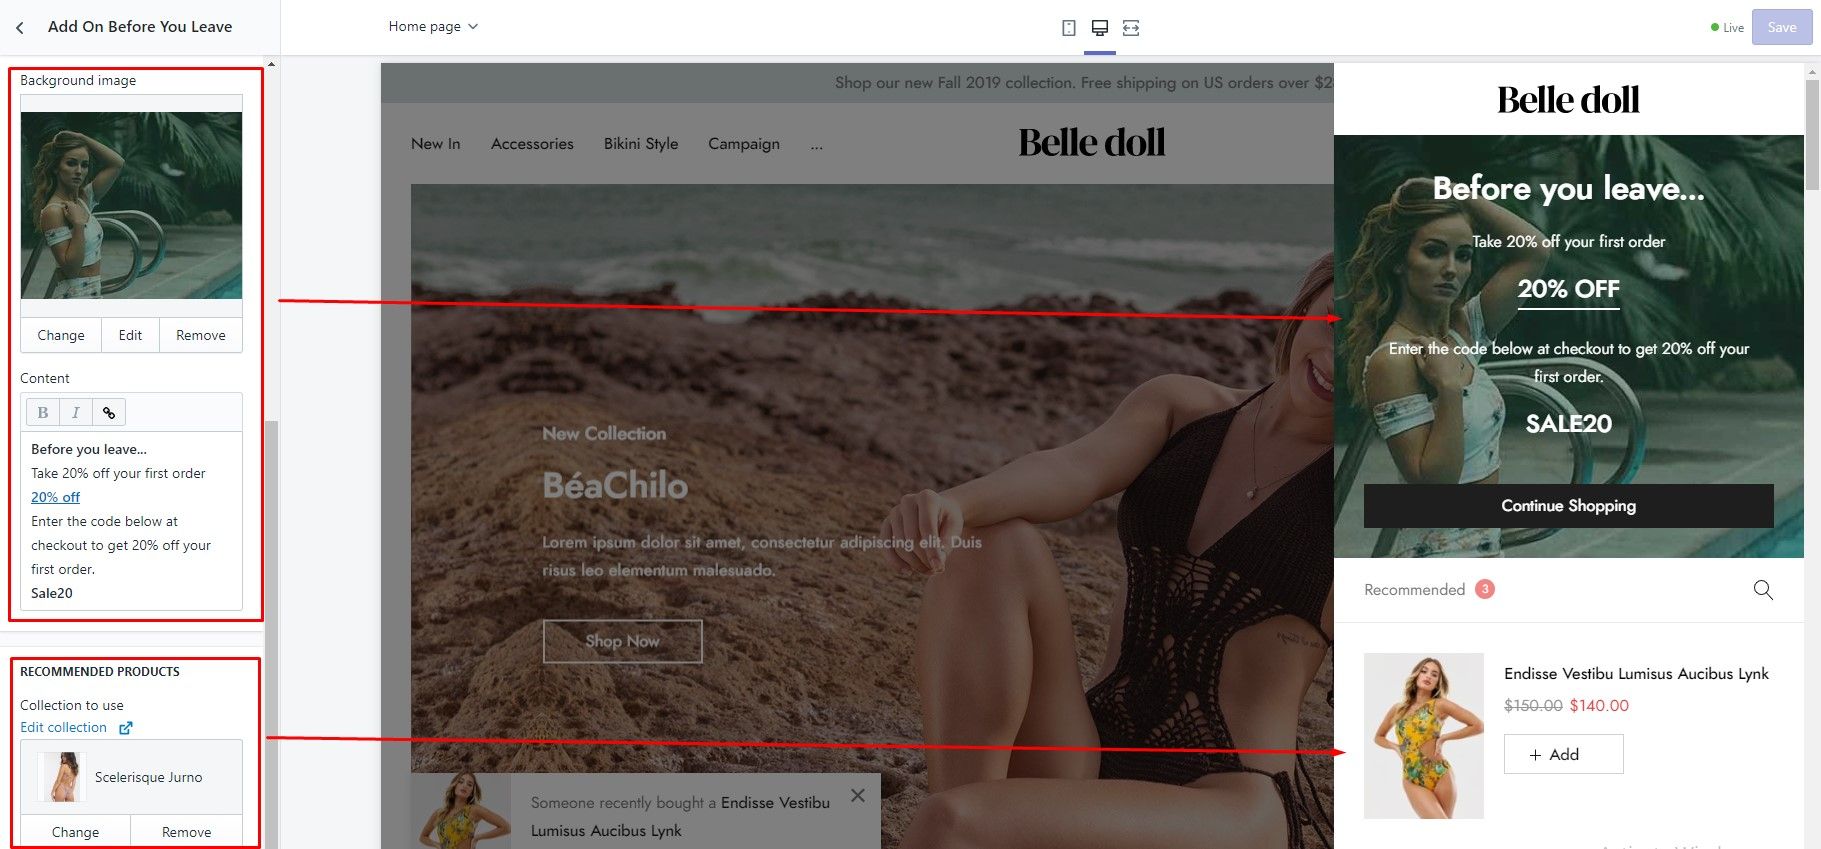 Add On Before You Leave
Home page
Live
Save
Background image
Change
Edit
Remove
Content
B
I
Before you leave...
Take 20% off your first order
20% off
Enter the code below at
checkout to get 20% off your
first order.
Sale20
RECOMMENDED PRODUCTS
Collection to use
Edit collection
Scelerisque Jurno
Change
Remove
Shop our new Fall 2019 collection. Free shipping on US orders over
New In
Accessories
Bikini Style
Campaign
...
Belle doll
New Collection
BéaChilo
Lorem ipsum dolor sit amet, consectetur adipiscing elit. Duis
risus leo elementum malesuado.
Shop Now
Someone recently bought a Endisse Vestibu
Lumisus Aucibus Lynk
Belle doll
Before you leave...
Take 20% off your first order
20% OFF
Enter the code below at checkout to get 20% off your
first order.
SALE20
Continue Shopping
Recommended 3
Endisse Vestibu Lumisus Aucibus Lynk
$150.00 $140.00
+ Add